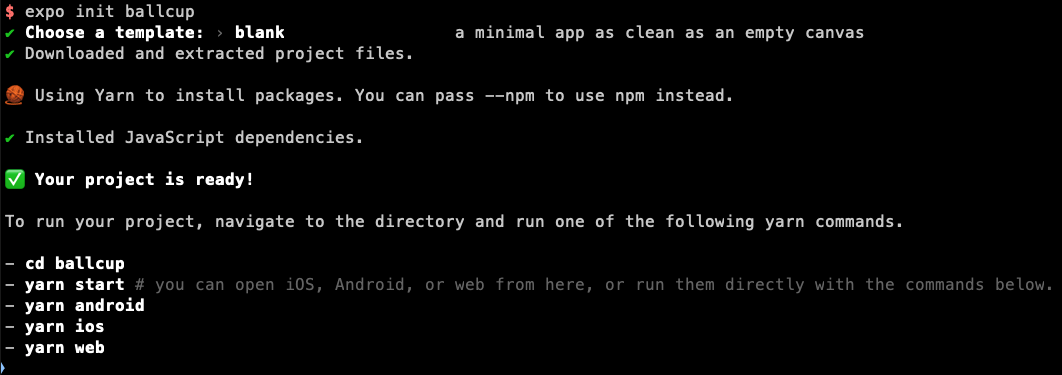 $ expo init ballcup
✔ Choose a template: › blank                 a minimal app as clean as an empty canvas
✔ Downloaded and extracted project files.
🧶 Using Yarn to install packages. You can pass --npm to use npm instead.
✔ Installed JavaScript dependencies.
✅ Your project is ready!
To run your project, navigate to the directory and run one of the following yarn commands.
- cd ballcup
- yarn start # you can open iOS, Android, or web from here, or run them directly with the commands below.
- yarn android
- yarn ios
- yarn web